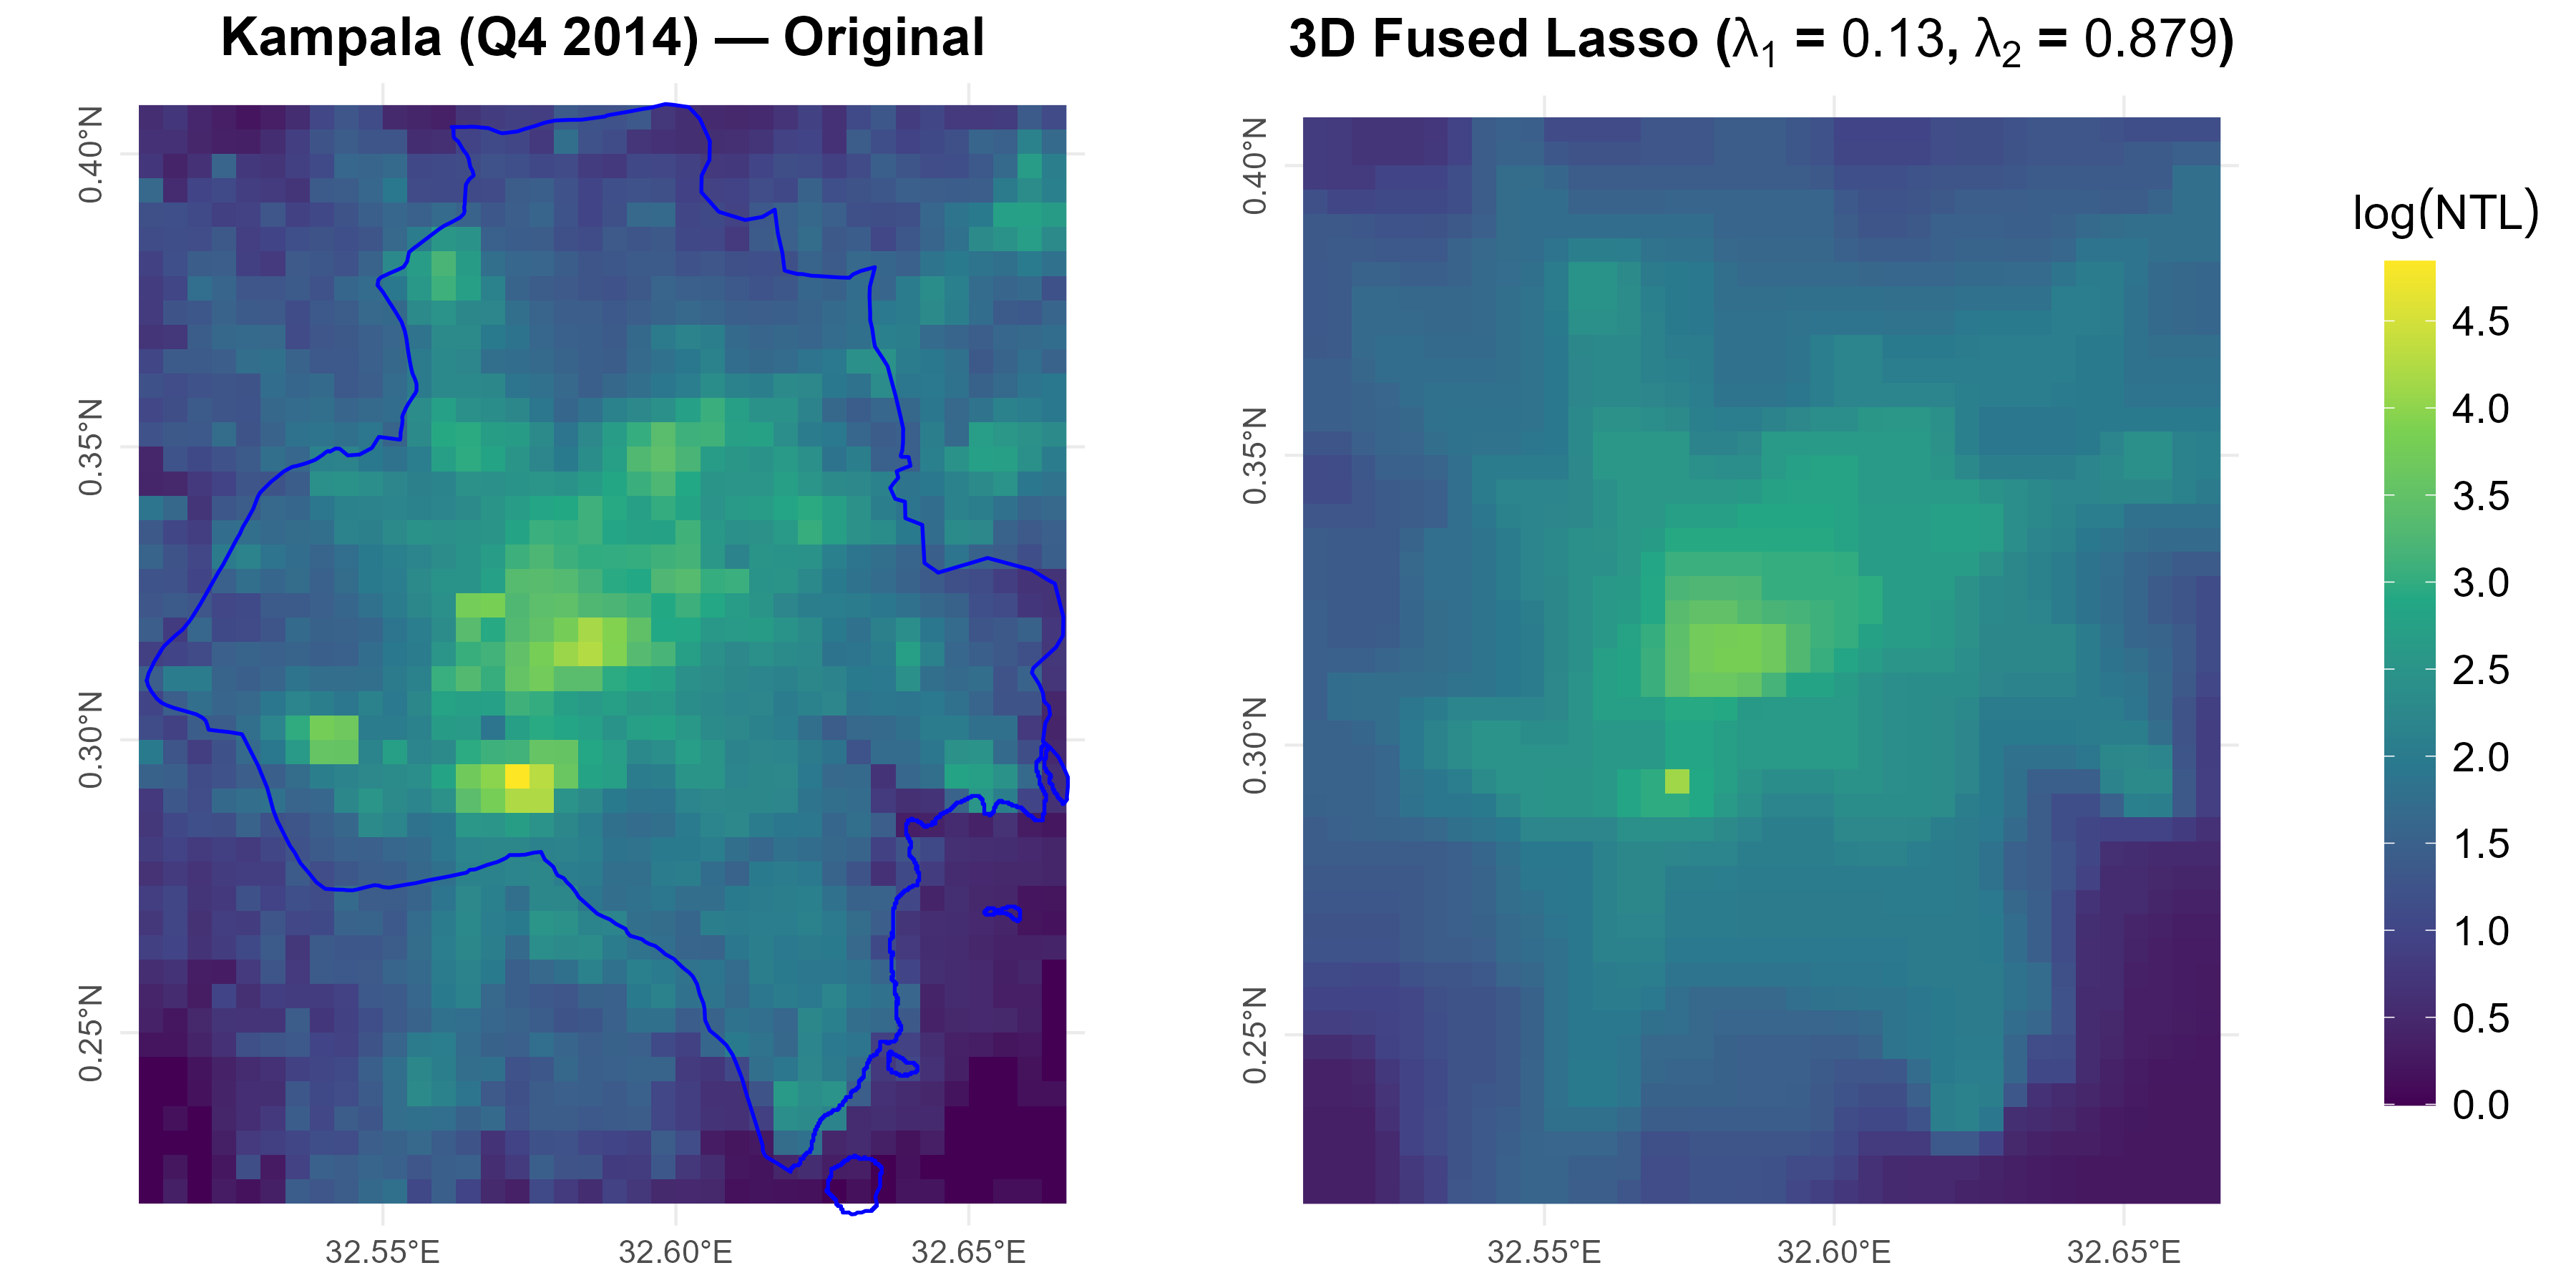 Kampala (Q4 2014) — Original
3D Fused Lasso (λ1 = 0.13, λ2 = 0.879)
0.40°N
0.35°N
0.30°N
0.25°N
32.55°E
32.60°E
32.65°E
0.40°N
0.35°N
0.30°N
0.25°N
32.55°E
32.60°E
32.65°E
log(NTL)
4.5
4.0
3.5
3.0
2.5
2.0
1.5
1.0
0.5
0.0